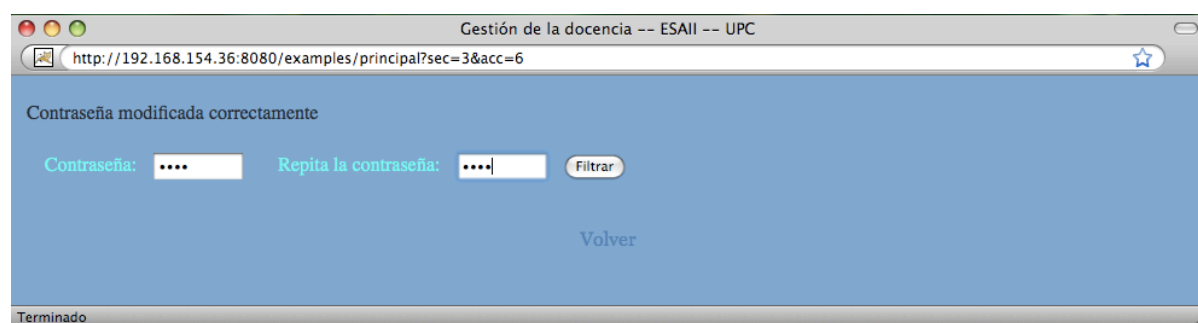 Gestión de la docencia -- ESAII -- UPC
http://192.168.154.36:8080/examples/principal?sec=3&acc=6
Contraseña modificada correctamente
Contraseña: •••• Repita la contraseña: •••• Filtrar
Volver
Terminado